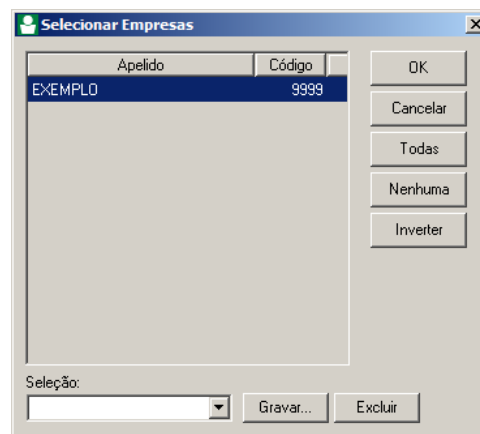 Selecionar Empresas
Apelido Código
EXEMPLO 9999
OK
Cancelar
Todas
Nenhuma
Inverter
Seleção:
Gravar... Excluir